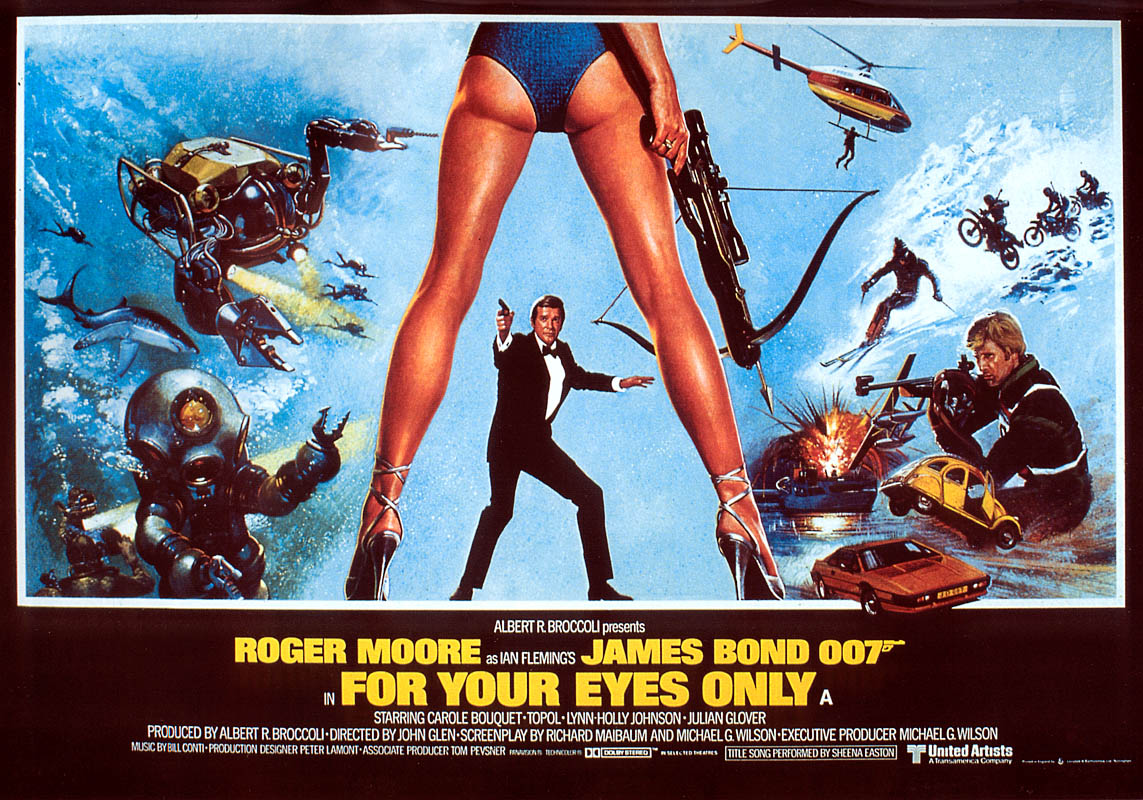 ALBERT R. BROCCOLI presents
ROGER MOORE as IAN FLEMING'S JAMES BOND 007
IN FOR YOUR EYES ONLY A
STARRING CAROLE BOUQUET · TOPOL · LYNN-HOLLY JOHNSON · JULIAN GLOVER
PRODUCED BY ALBERT R. BROCCOLI · DIRECTED BY JOHN GLEN · SCREENPLAY BY RICHARD MAIBAUM AND MICHAEL G. WILSON · EXECUTIVE PRODUCER MICHAEL G. WILSON
MUSIC BY BILL CONTI · PRODUCTION DESIGNER PETER LAMONT · ASSOCIATE PRODUCER TOM PEVSNER PANAVISION ® TECHNICOLOR ® DOLBY STEREO ™ IN SELECTED THEATRES TITLE SONG PERFORMED BY SHEENA EASTON United Artists
A Transamerica Company